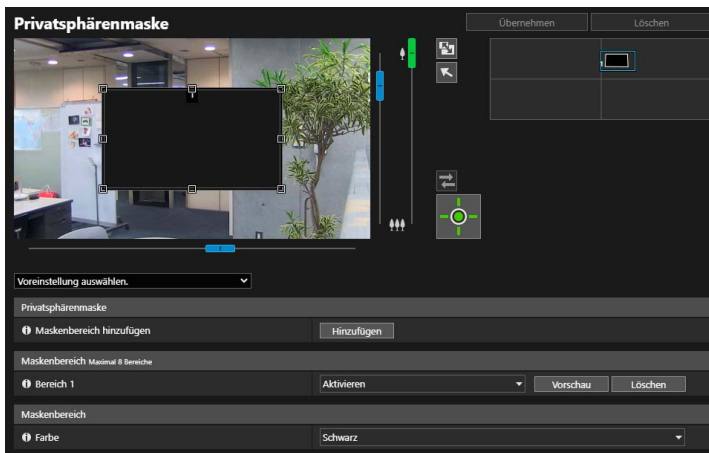 Privatsphärenmaske
Übernehmen
Löschen
1
Voreinstellung auswählen.
Privatsphärenmaske
Maskenbereich hinzufügen
Hinzufügen
Maskenbereich Maximal 8 Bereiche
Bereich 1
Aktivieren
Vorschau
Löschen
Maskenbereich
Farbe
Schwarz